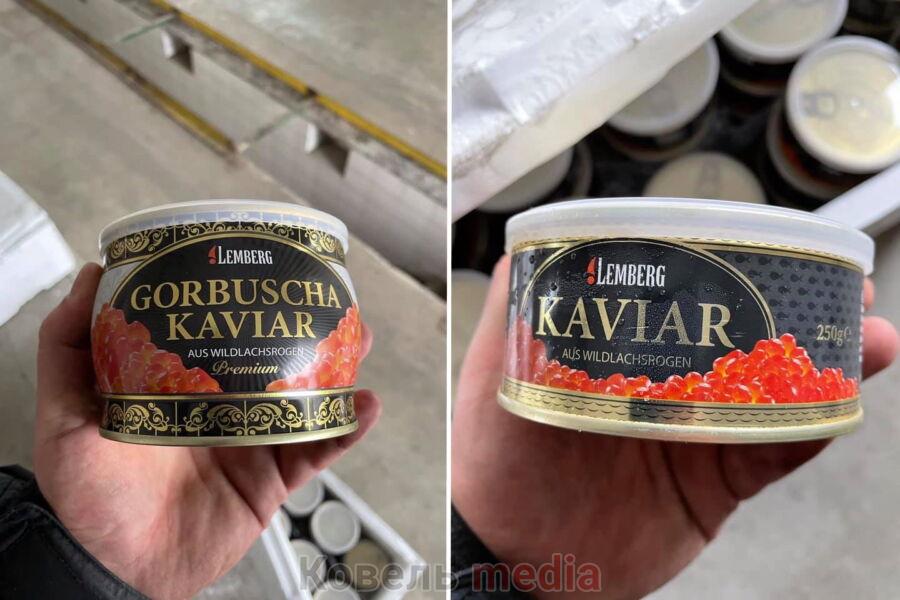 LEMBERG
GORBUSCHA
KAVIAR
AUS WILDLACHSROGEN
Premium
LEMBERG
KAVIAR
250g℮
AUS WILDLACHSROGEN
Ковель media